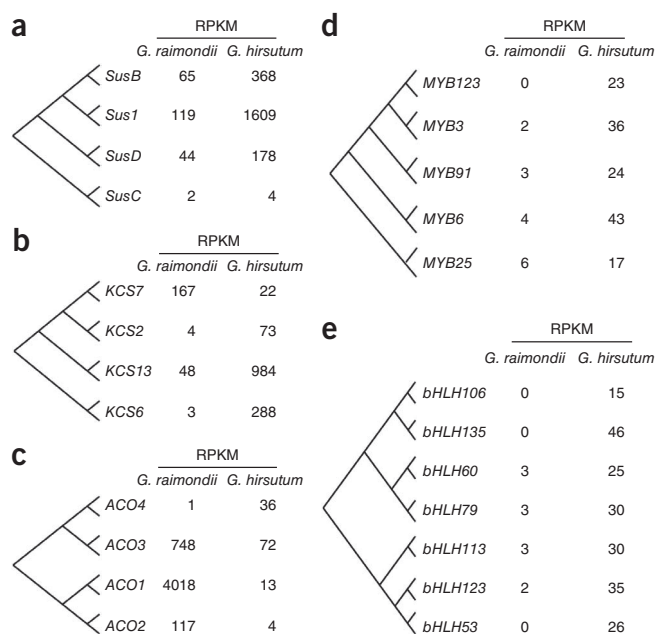 a
RPKM
G. raimondii G. hirsutum
SusB 65 368
Sus1 119 1609
SusD 44 178
SusC 2 4
b
RPKM
G. raimondii G. hirsutum
KCS7 167 22
KCS2 4 73
KCS13 48 984
KCS6 3 288
c
RPKM
G. raimondii G. hirsutum
ACO4 1 36
ACO3 748 72
ACO1 4018 13
ACO2 117 4
d
RPKM
G. raimondii G. hirsutum
MYB123 0 23
MYB3 2 36
MYB91 3 24
MYB6 4 43
MYB25 6 17
e
RPKM
G. raimondii G. hirsutum
bHLH106 0 15
bHLH135 0 46
bHLH60 3 25
bHLH79 3 30
bHLH113 3 30
bHLH123 2 35
bHLH53 0 26